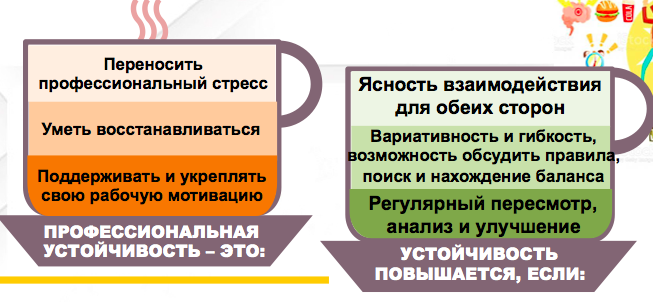 Переносить
профессиональный стресс
Уметь восстанавливаться
Поддерживать и укреплять
свою рабочую мотивацию
ПРОФЕССИОНАЛЬНАЯ
УСТОЙЧИВОСТЬ – ЭТО:
Ясность взаимодействия
для обеих сторон
Вариативность и гибкость,
возможность обсудить правила,
поиск и нахождение баланса
Регулярный пересмотр,
анализ и улучшение
УСТОЙЧИВОСТЬ
ПОВЫШАЕТСЯ, ЕСЛИ: